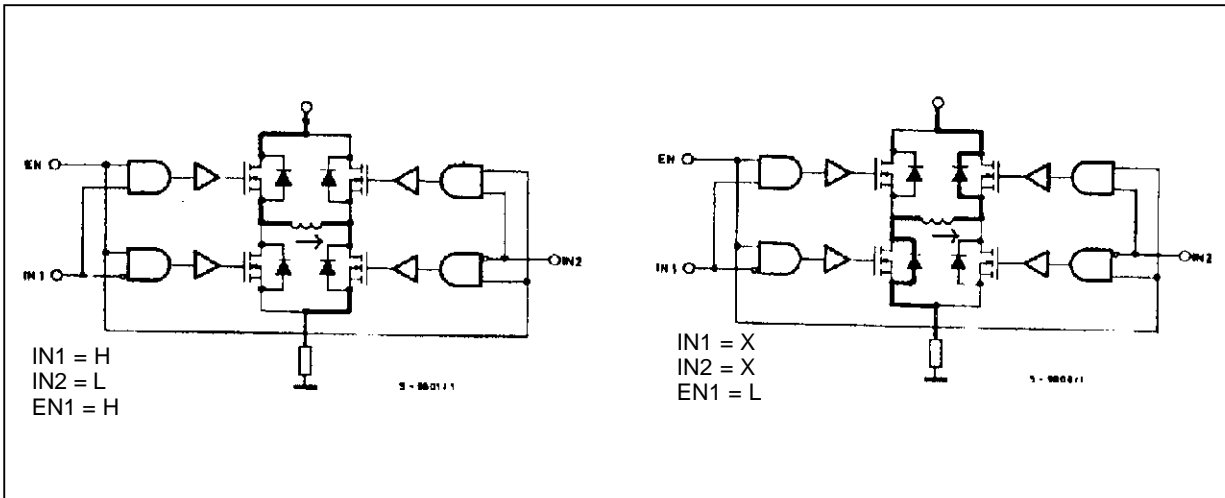 EN
IN1
IN2
IN1 = H
IN2 = L
EN1 = H
EN
IN1
IN2
IN1 = X
IN2 = X
EN1 = L